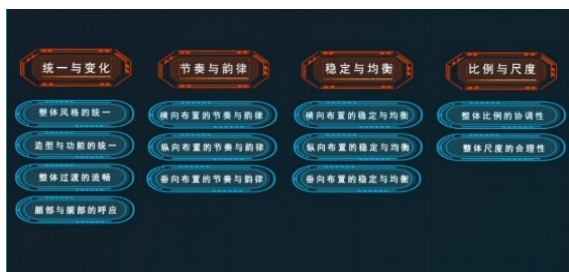 统一与变化
整体风格的统一
造型与功能的统一
整体过渡的流畅
艏部与艉部的呼应
节奏与韵律
横向布置的节奏与韵律
纵向布置的节奏与韵律
垂向布置的节奏与韵律
稳定与均衡
横向布置的稳定与均衡
纵向布置的稳定与均衡
垂向布置的稳定与均衡
比例与尺度
整体比例的协调性
整体尺度的合理性